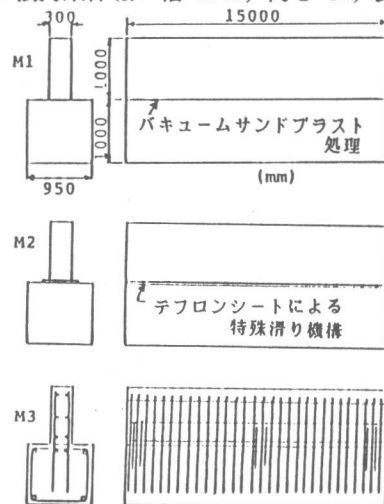 300
15000
M1
1000
1000
バキュームサンドブラスト
処理
950
(mm)
M2
テフロンシートによる
特殊滑り機構
M3